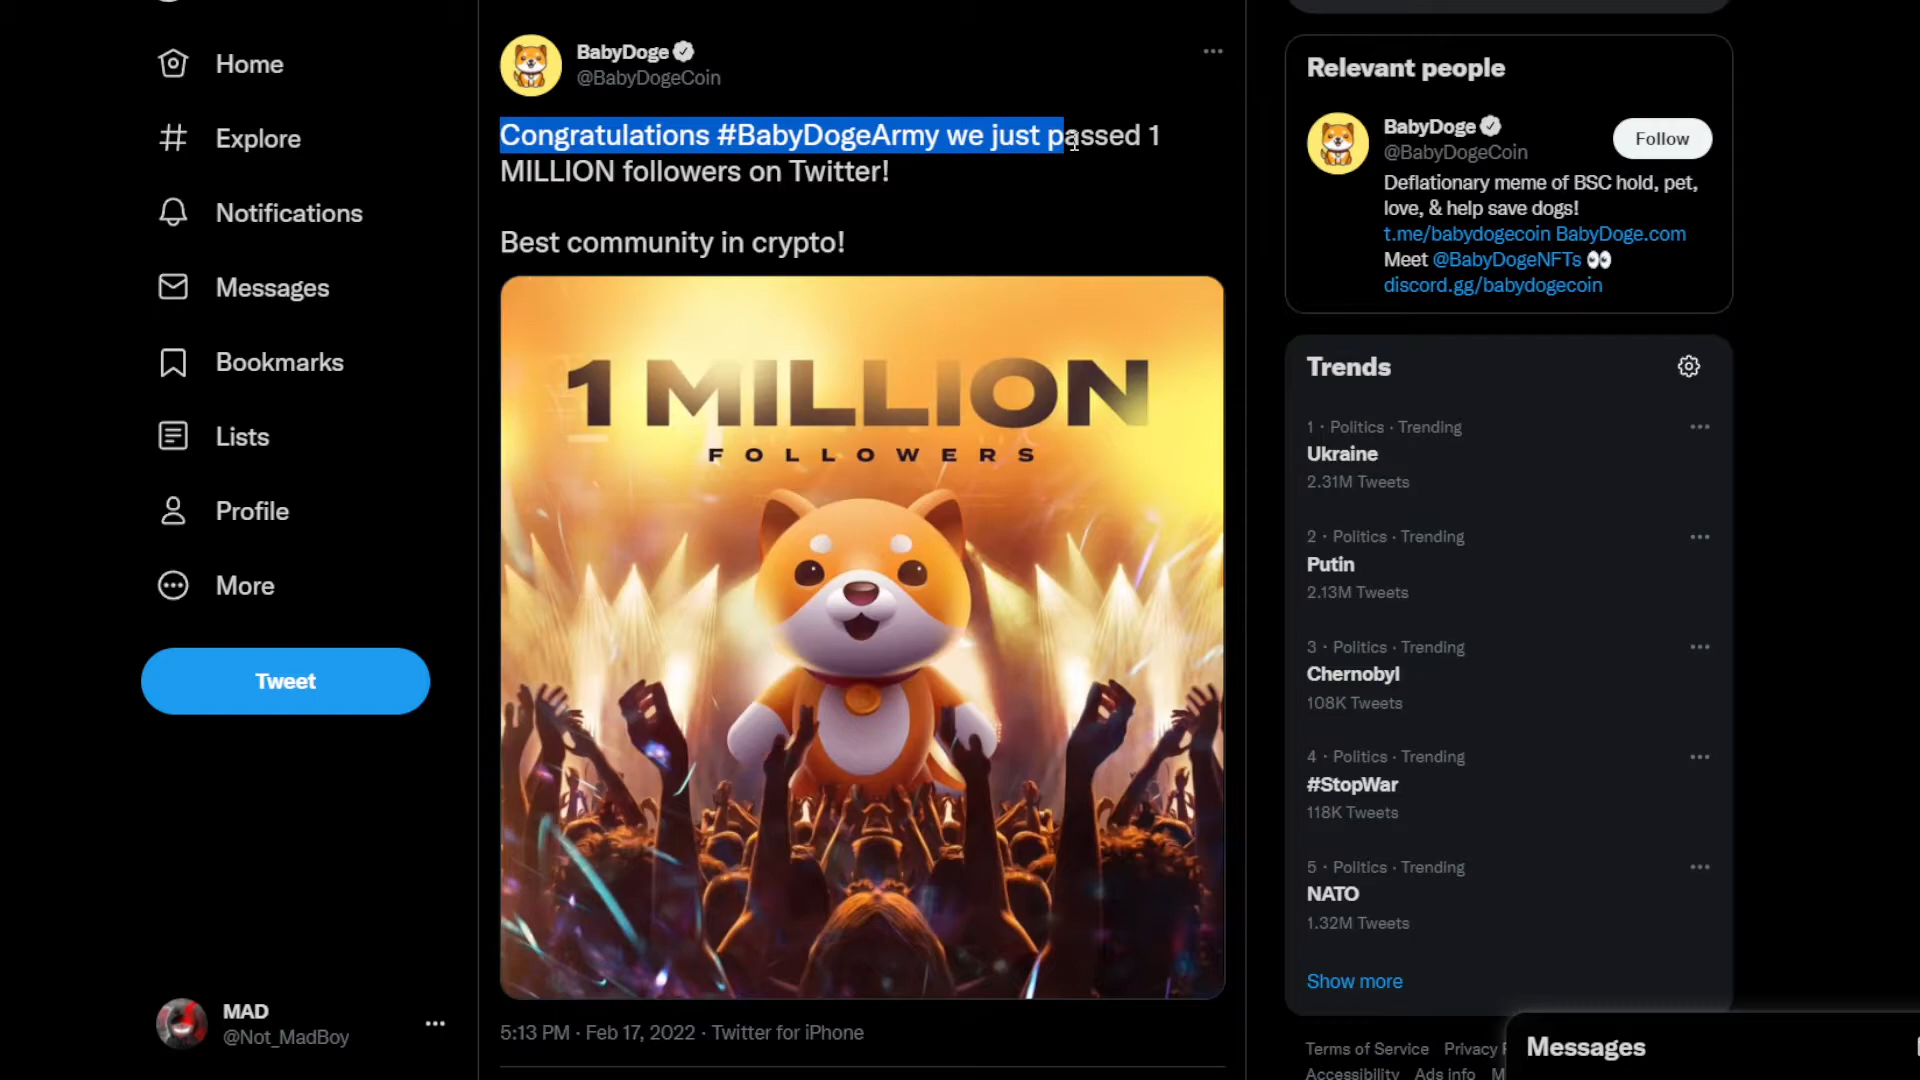 Home
Explore
Notifications
Messages
Bookmarks
Lists
Profile
More
Tweet
MAD
@Not_MadBoy
BabyDoge
@BabyDogeCoin
Congratulations #BabyDogeArmy we just passed 1
MILLION followers on Twitter!
Best community in crypto!
1 MILLION
FOLLOWERS
5:13 PM · Feb 17, 2022 · Twitter for iPhone
Relevant people
BabyDoge
@BabyDogeCoin
Follow
Deflationary meme of BSC hold, pet,
love, & help save dogs!
t.me/babydogecoin BabyDoge.com
Meet @BabyDogeNFTs 👀
discord.gg/babydogecoin
Trends
1 · Politics · Trending
Ukraine
2.31M Tweets
2 · Politics · Trending
Putin
2.13M Tweets
3 · Politics · Trending
Chernobyl
108K Tweets
4 · Politics · Trending
#StopWar
118K Tweets
5 · Politics · Trending
NATO
1.32M Tweets
Show more
Terms of Service Privacy
Accessibility Ads info
Messages